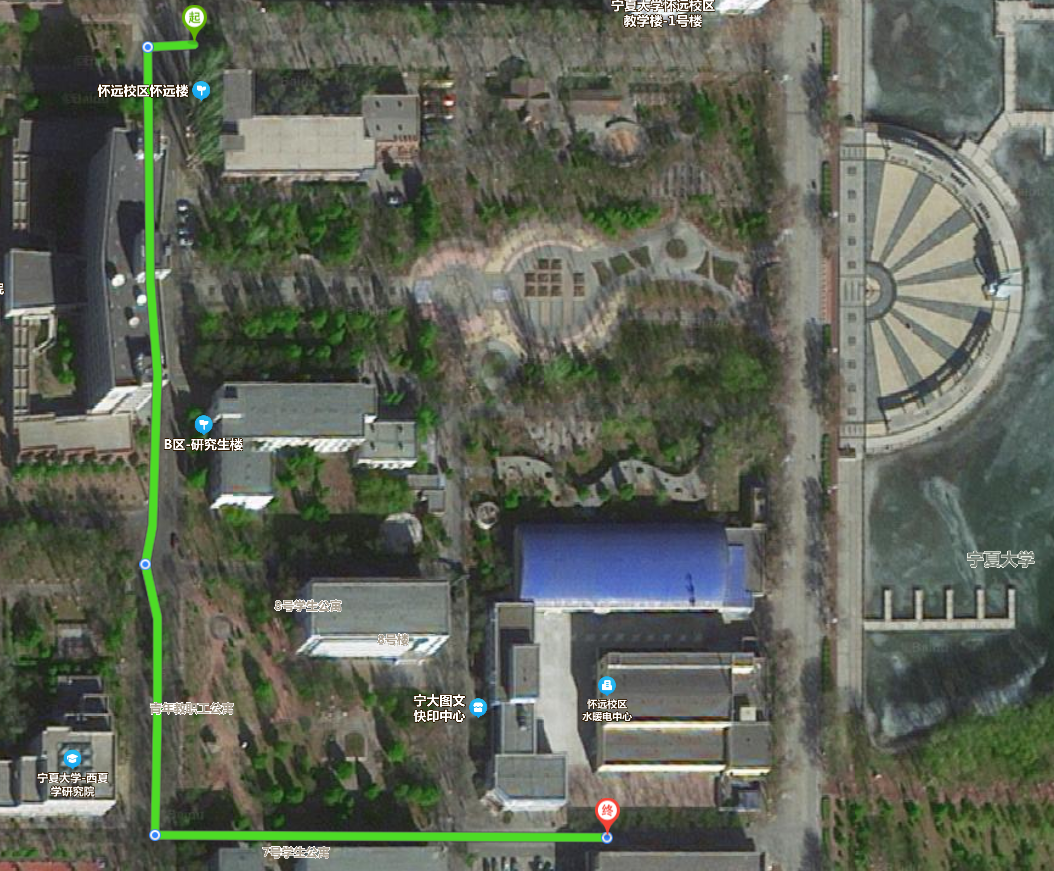 宁夏大学怀远校区
教学楼-1号楼
起
怀远校区怀远楼
院
B区-研究生楼
宁夏大学
8号学生公寓
8号楼
宁大图文
快印中心
怀远校区
水暖电中心
青年教职工公寓
宁夏大学-西夏
学研究院
终
7号学生公寓